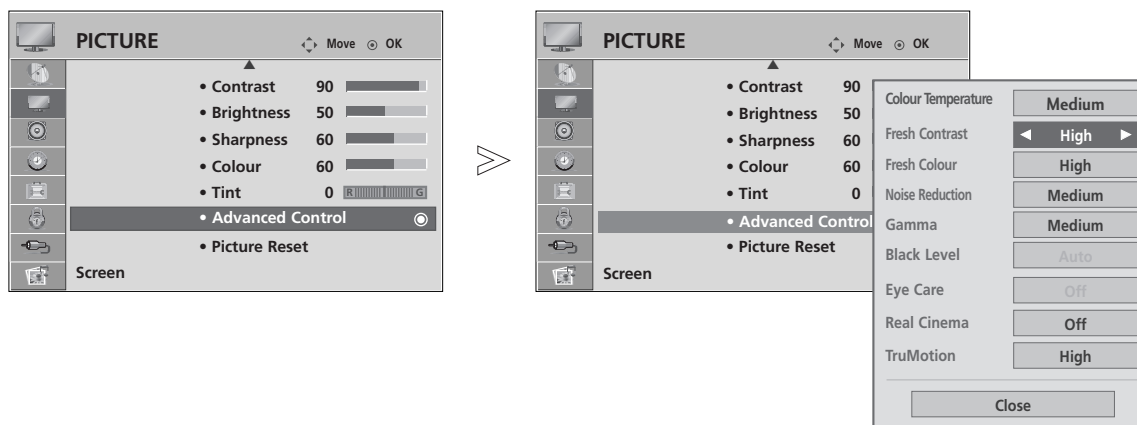 PICTURE
Move OK
• Contrast 90
• Brightness 50
• Sharpness 60
• Colour 60
• Tint 0 R G
• Advanced Control
• Picture Reset
Screen
PICTURE
Move OK
• Contrast 90
• Brightness 50
• Sharpness 60
• Colour 60
• Tint 0
• Advanced Control
• Picture Reset
Screen
Colour Temperature Medium
Fresh Contrast ◄ High ►
Fresh Colour High
Noise Reduction Medium
Gamma Medium
Black Level Auto
Eye Care Off
Real Cinema Off
TruMotion High
Close